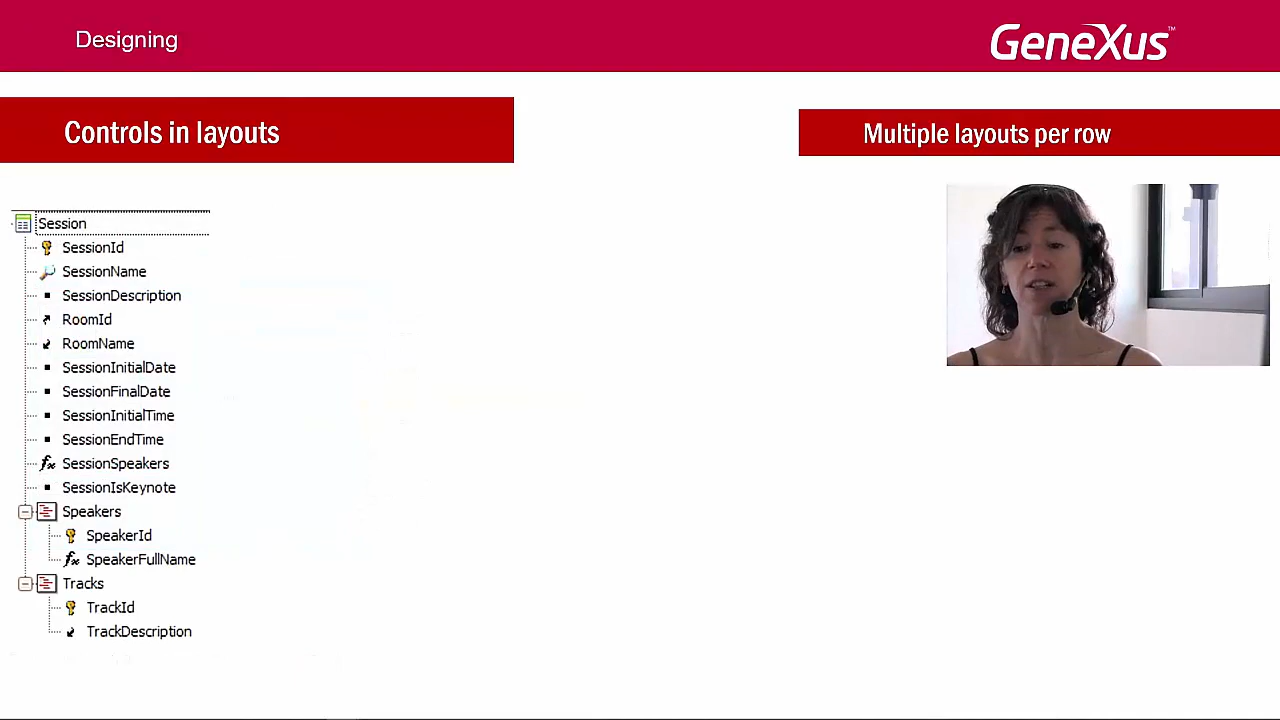 Designing
GeneXus™
Controls in layouts
Multiple layouts per row
Session
SessionId
SessionName
SessionDescription
RoomId
RoomName
SessionInitialDate
SessionFinalDate
SessionInitialTime
SessionEndTime
SessionSpeakers
SessionIsKeynote
Speakers
SpeakerId
SpeakerFullName
Tracks
TrackId
TrackDescription